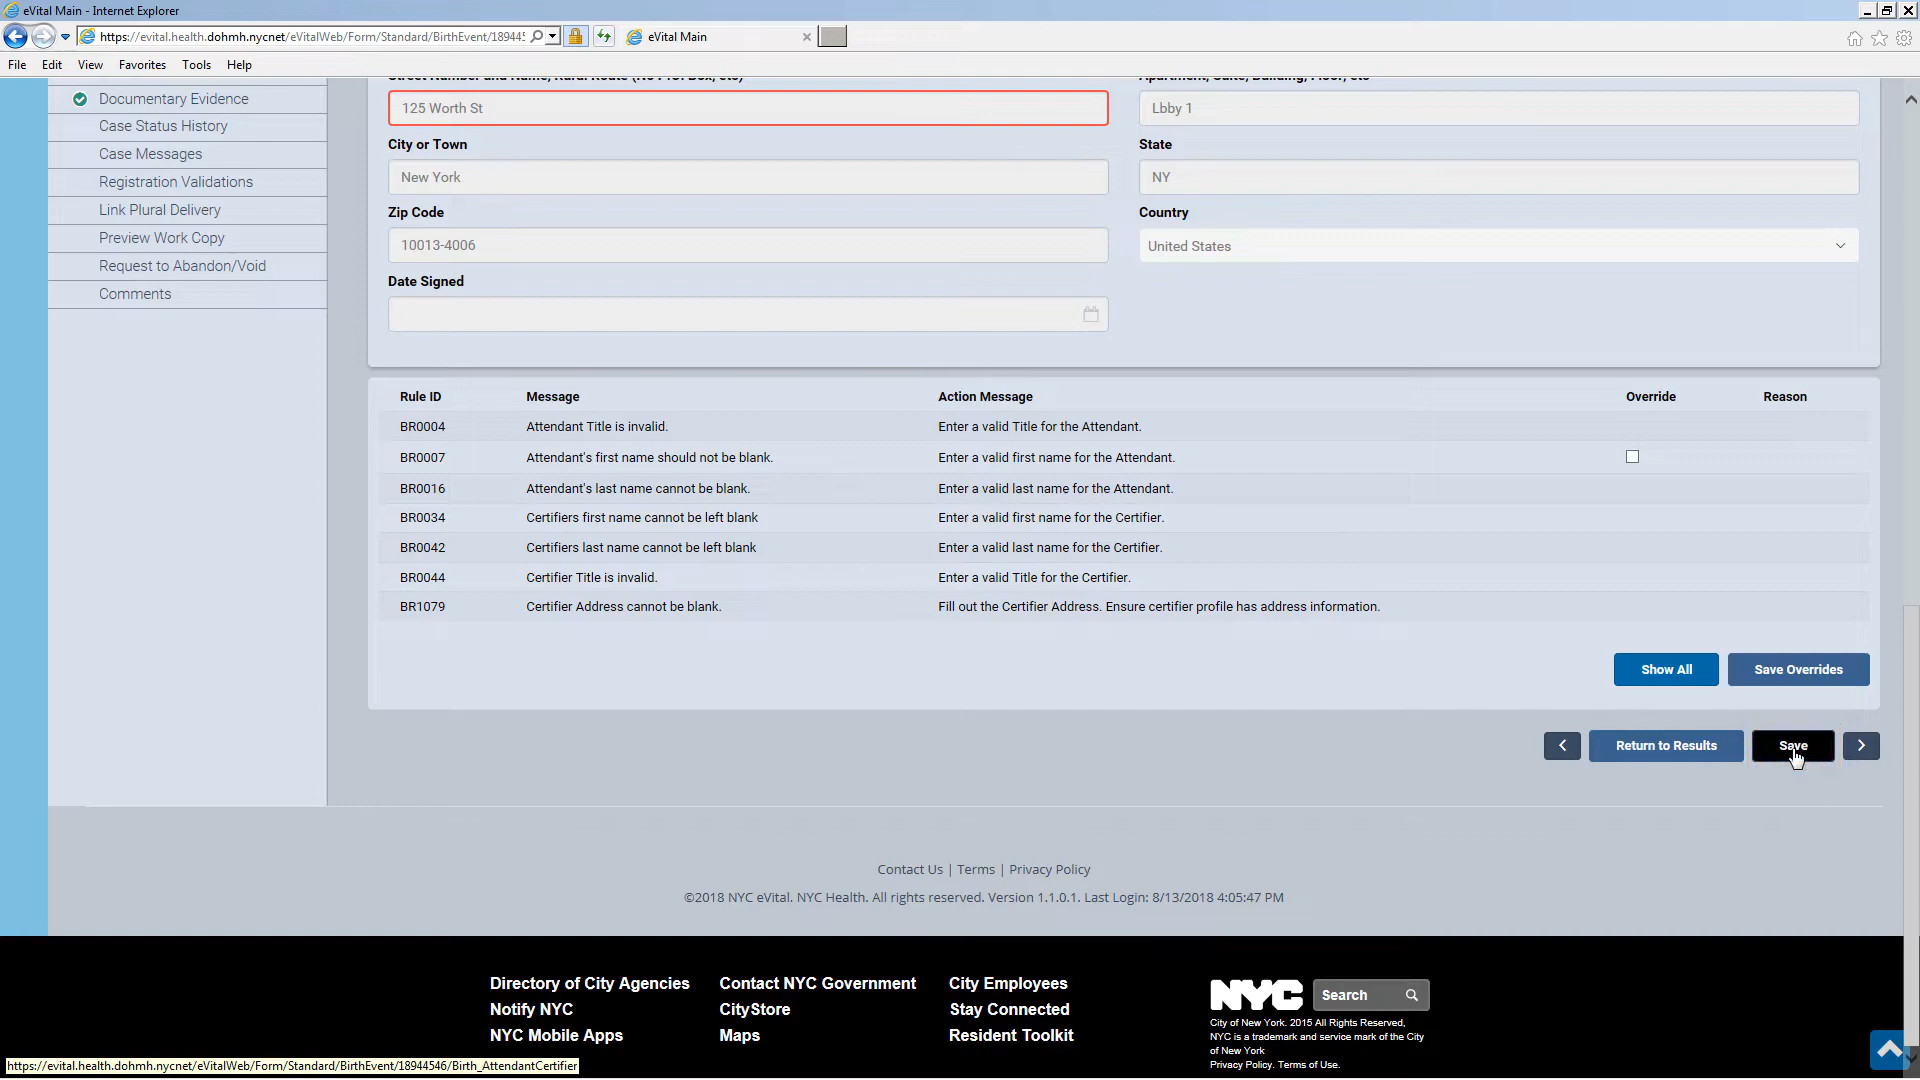 eVital Main - Internet Explorer
https://evital.health.dohmh.nycnet/eVitalWeb/Form/Standard/BirthEvent/18944! eVital Main
File Edit View Favorites Tools Help
Street Number and Name, Rural Route (No P.O. Box, etc) Apartment, Suite, Building, Floor, etc
Documentary Evidence
125 Worth St Lbby 1
Case Status History
City or Town State
Case Messages
New York NY
Registration Validations
Link Plural Delivery
Zip Code Country
Preview Work Copy
10013-4006 United States
Request to Abandon/Void
Date Signed
Comments
Rule ID Message Action Message Override Reason
BR0004 Attendant Title is invalid. Enter a valid Title for the Attendant.
BR0007 Attendant's first name should not be blank. Enter a valid first name for the Attendant.
BR0016 Attendant's last name cannot be blank. Enter a valid last name for the Attendant.
BR0034 Certifiers first name cannot be left blank Enter a valid first name for the Certifier.
BR0042 Certifiers last name cannot be left blank Enter a valid last name for the Certifier.
BR0044 Certifier Title is invalid. Enter a valid Title for the Certifier.
BR1079 Certifier Address cannot be blank. Fill out the Certifier Address. Ensure certifier profile has address information.
Show All Save Overrides
Return to Results Save
Contact Us | Terms | Privacy Policy
©2018 NYC eVital. NYC Health. All rights reserved. Version 1.1.0.1. Last Login: 8/13/2018 4:05:47 PM
Directory of City Agencies Contact NYC Government City Employees NYC Search
Notify NYC CityStore Stay Connected
NYC Mobile Apps Maps Resident Toolkit
City of New York. 2015 All Rights Reserved,
NYC is a trademark and service mark of the City
of New York
Privacy Policy. Terms of Use.
https://evital.health.dohmh.nycnet/eVitalWeb/Form/Standard/BirthEvent/18944546/Birth_AttendantCertifier